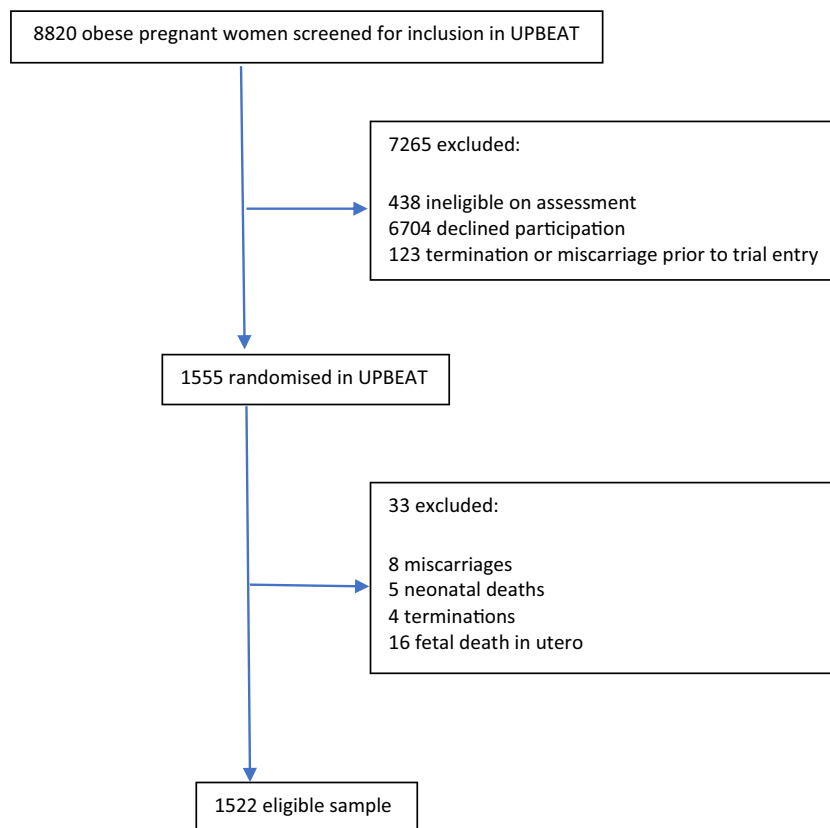 8820 obese pregnant women screened for inclusion in UPBEAT
7265 excluded:
438 ineligible on assessment
6704 declined participation
123 termination or miscarriage prior to trial entry
1555 randomised in UPBEAT
33 excluded:
8 miscarriages
5 neonatal deaths
4 terminations
16 fetal death in utero
1522 eligible sample